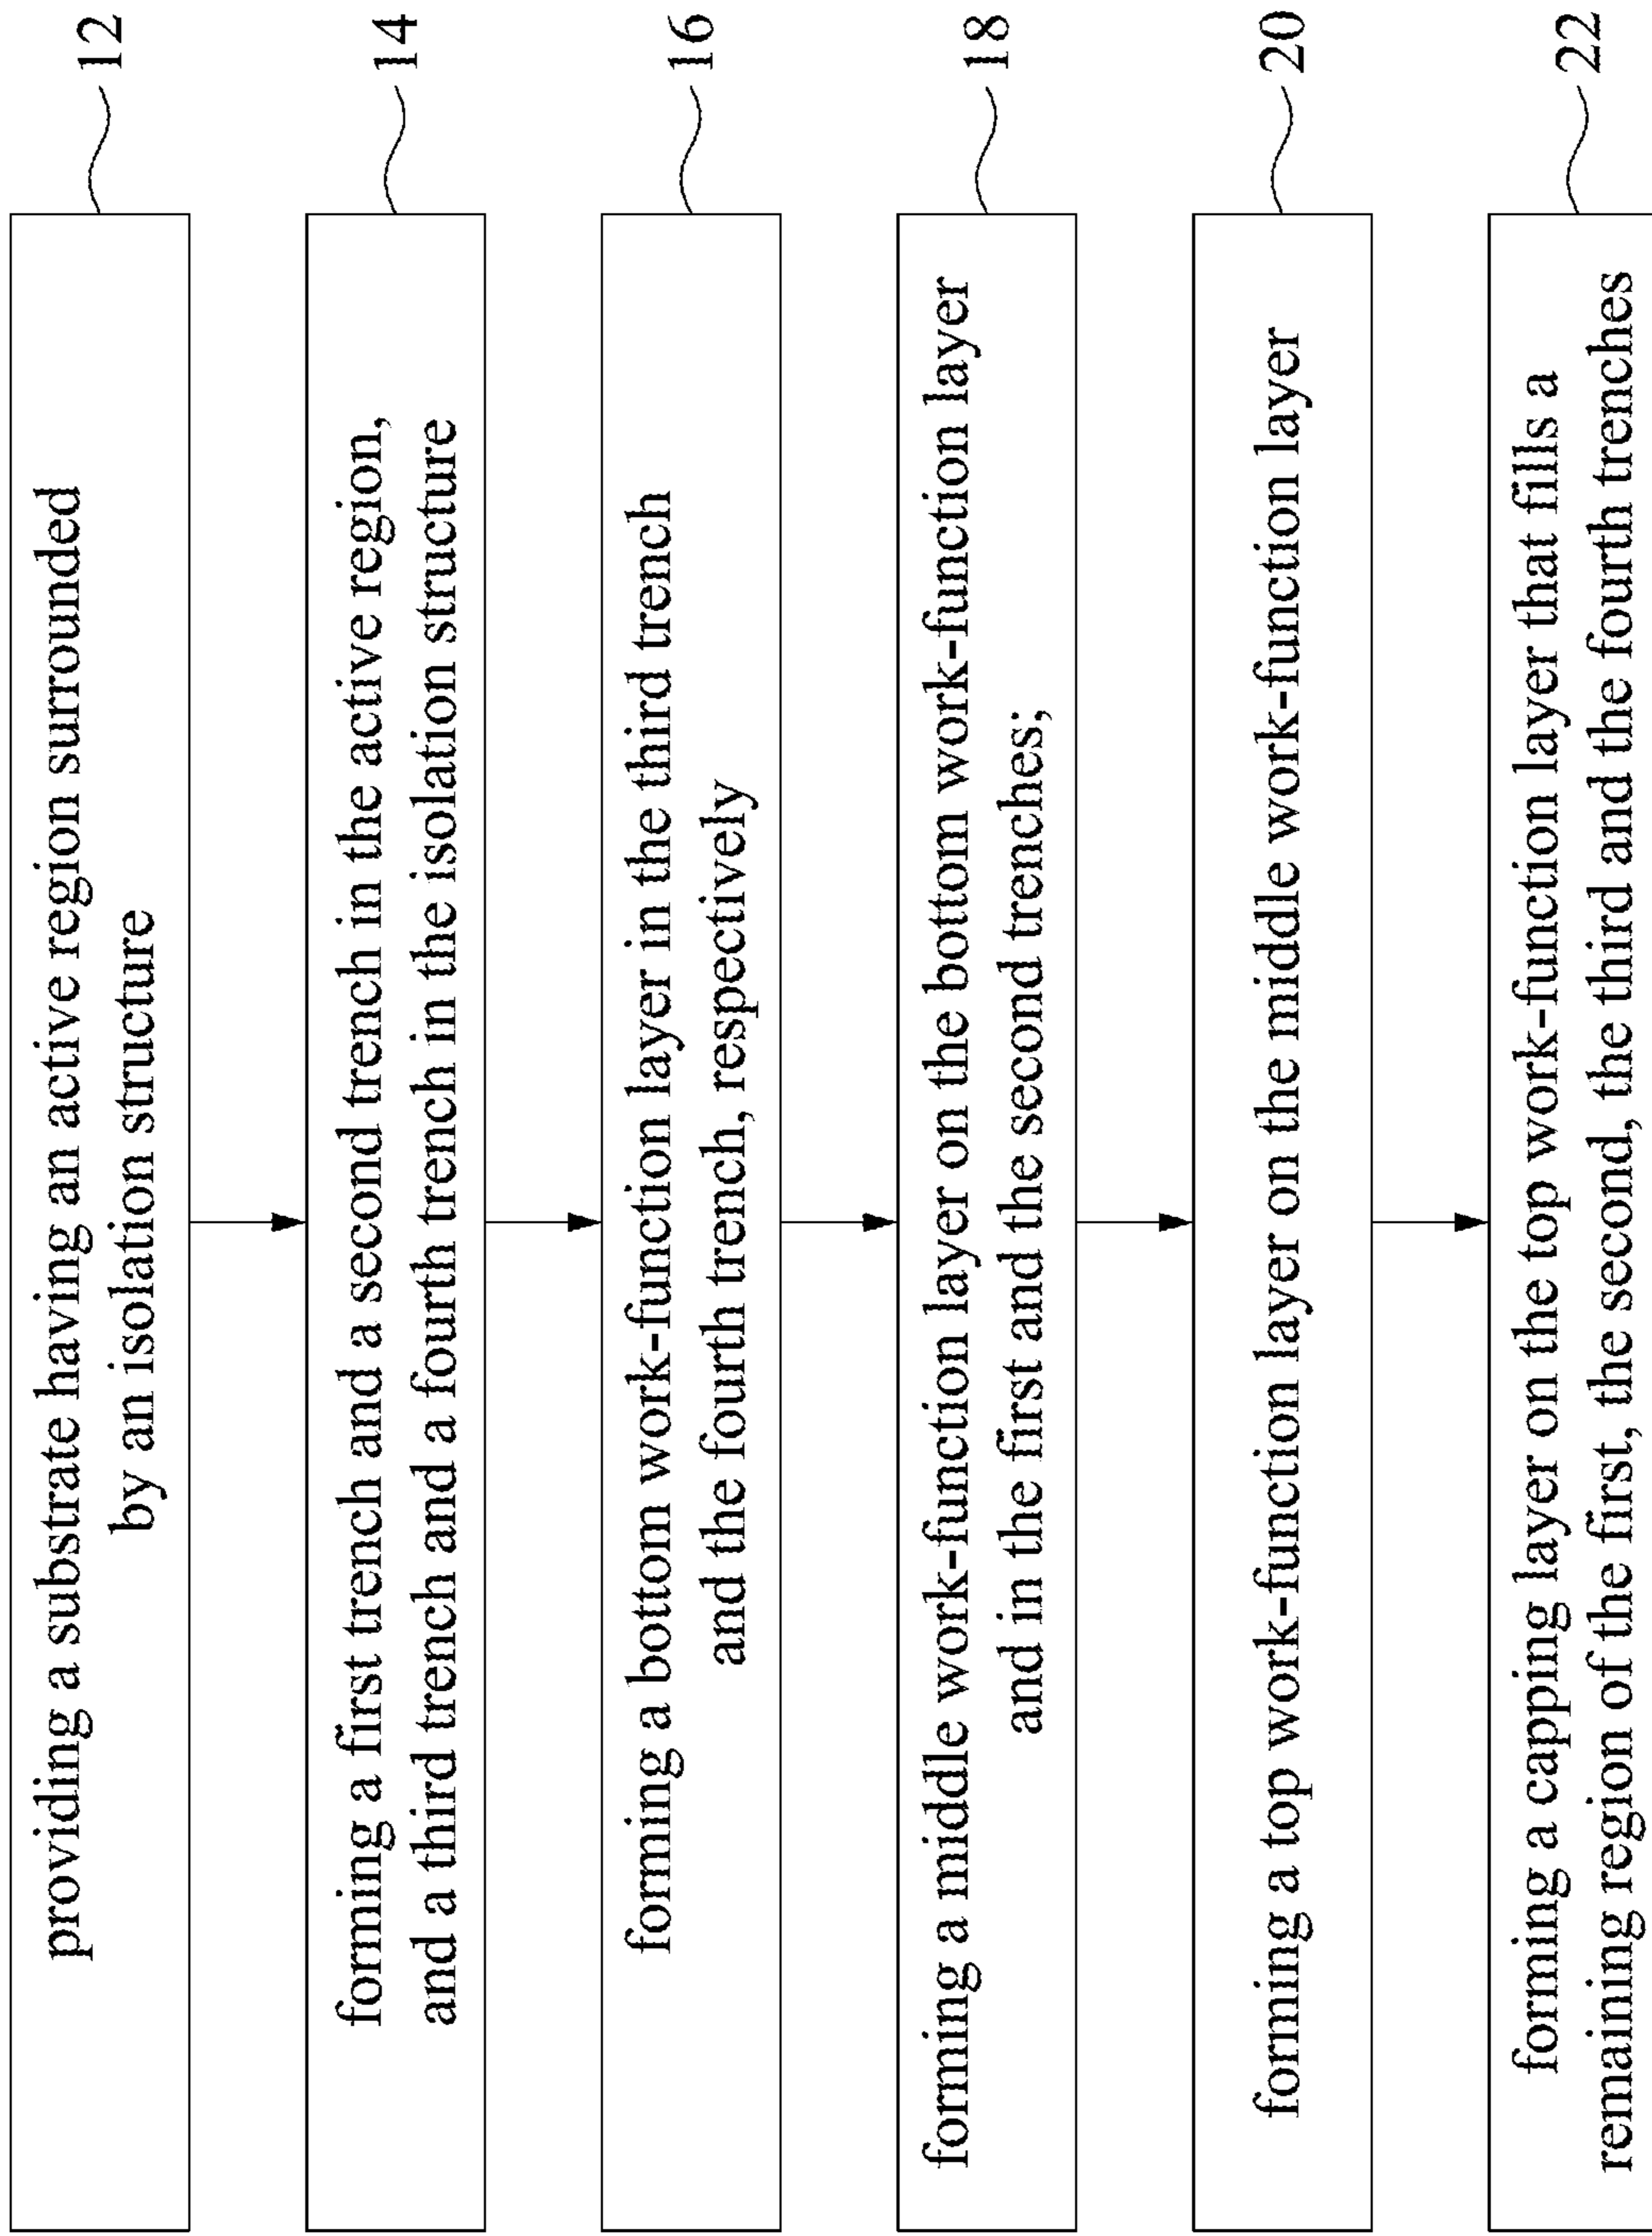 providing a substrate having an active region surrounded
by an isolation structure
12
forming a first trench and a second trench in the active region,
and a third trench and a fourth trench in the isolation structure
14
forming a bottom work-function layer in the third trench
and the fourth trench, respectively
16
forming a middle work-function layer on the bottom work-function layer
and in the first and the second trenches;
18
forming a top work-function layer on the middle work-function layer
20
forming a capping layer on the top work-function layer that fills a
remaining region of the first, the second, the third and the fourth trenches
22